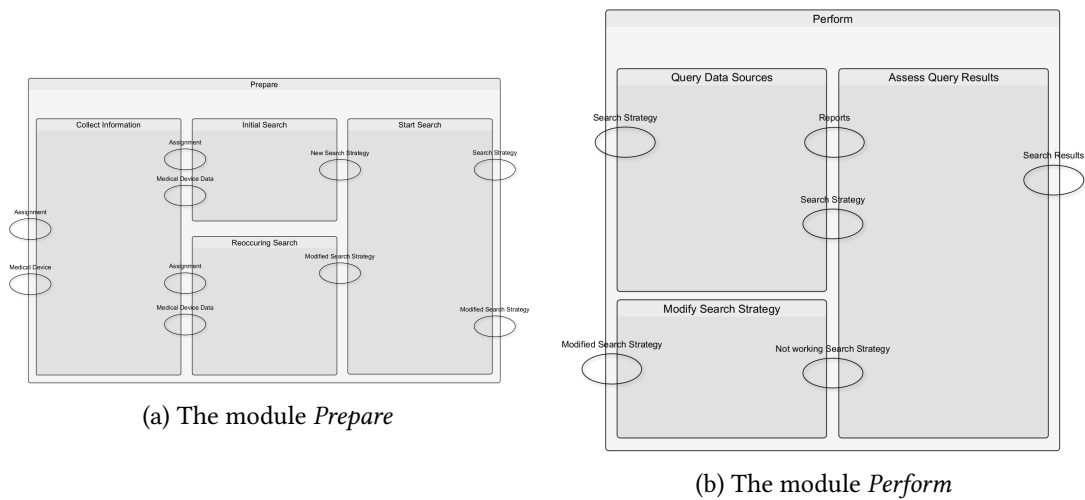 Prepare
Collect Information
Initial Search
Start Search
Assignment
New Search Strategy
Search Strategy
Medical Device Data
Assignment
Reoccuring Search
Modified Search Strategy
Medical Device
Assignment
Medical Device Data
Modified Search Strategy
(a) The module Prepare
Perform
Query Data Sources
Assess Query Results
Search Strategy
Reports
Search Results
Search Strategy
Modify Search Strategy
Modified Search Strategy
Not working Search Strategy
(b) The module Perform